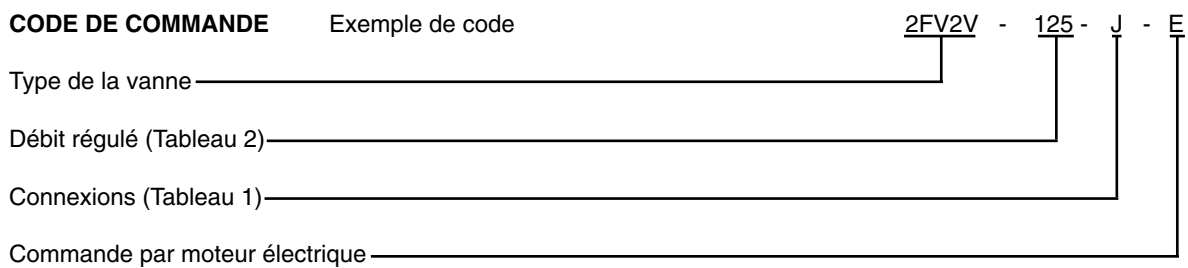 CODE DE COMMANDE Exemple de code 2FV2V - 125 - J - E
Type de la vanne
Débit régulé (Tableau 2)
Connexions (Tableau 1)
Commande par moteur électrique